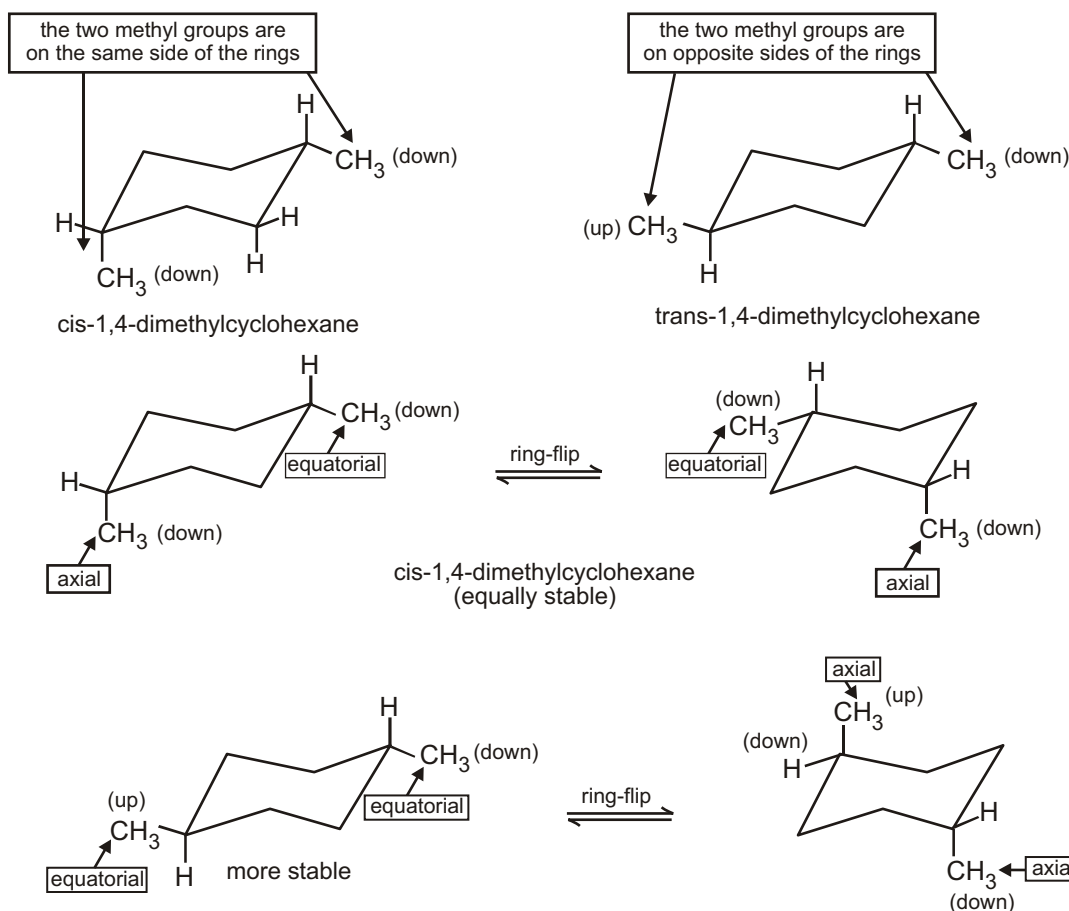 the two methyl groups are
on the same side of the rings
the two methyl groups are
on opposite sides of the rings
H
CH3 (down)
H
H
H
CH3 (down)
cis-1,4-dimethylcyclohexane
H
CH3 (down)
(up) CH3
H
trans-1,4-dimethylcyclohexane
H
CH3 (down)
equatorial
H
CH3 (down)
axial
ring-flip
H
(down)
CH3
equatorial
H
CH3 (down)
axial
cis-1,4-dimethylcyclohexane
(equally stable)
H
CH3 (down)
equatorial
(up)
CH3
equatorial
H
more stable
ring-flip
axial
(up)
CH3
(down)
H
H
CH3
axial
(down)